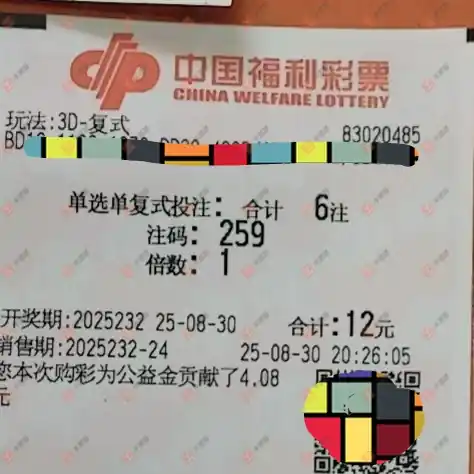 中国福利彩票
CHINA WELFARE LOTTERY
玩法:3D-复式
83020485
单选单复式投注: 合计 6注
注码: 259
倍数: 1
开奖期:2025232 25-08-30 合计:12元
销售期:2025232-24 25-08-30 20:26:05
您本次购彩为公益金贡献了4.08
元